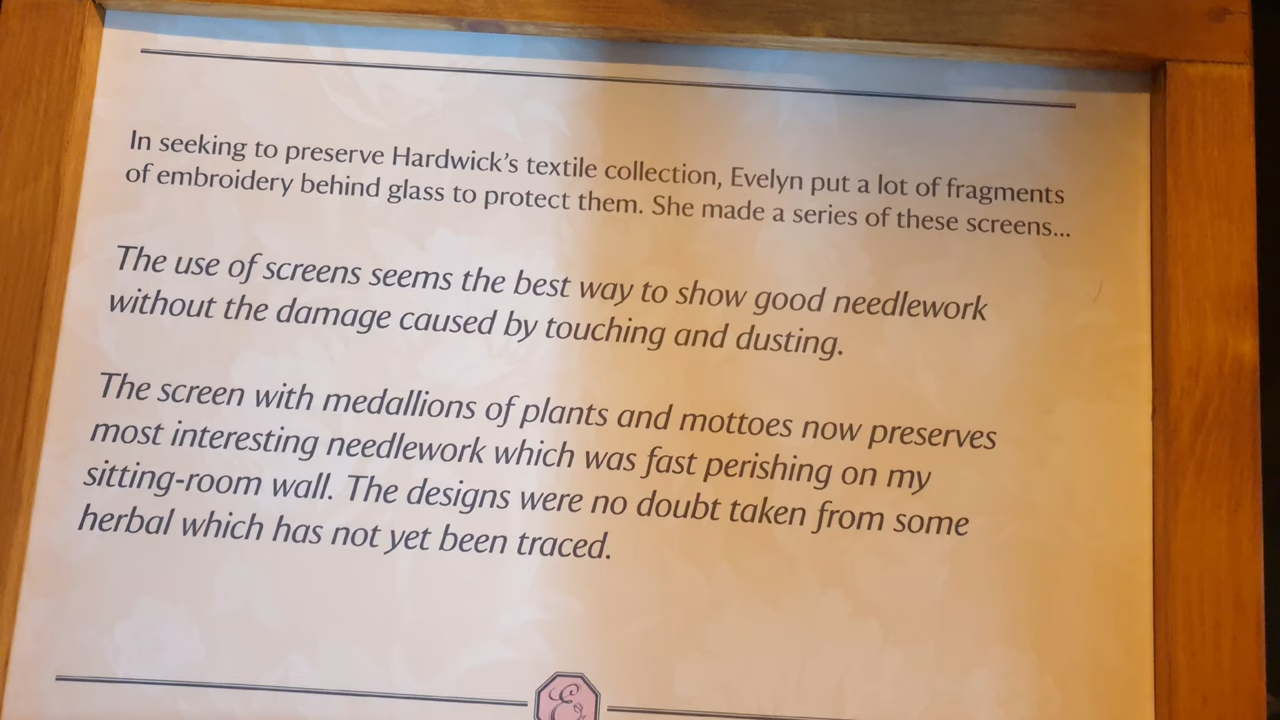 In seeking to preserve Hardwick's textile collection, Evelyn put a lot of fragments
of embroidery behind glass to protect them. She made a series of these screens...
The use of screens seems the best way to show good needlework
without the damage caused by touching and dusting.
The screen with medallions of plants and mottoes now preserves
most interesting needlework which was fast perishing on my
sitting-room wall. The designs were no doubt taken from some
herbal which has not yet been traced.